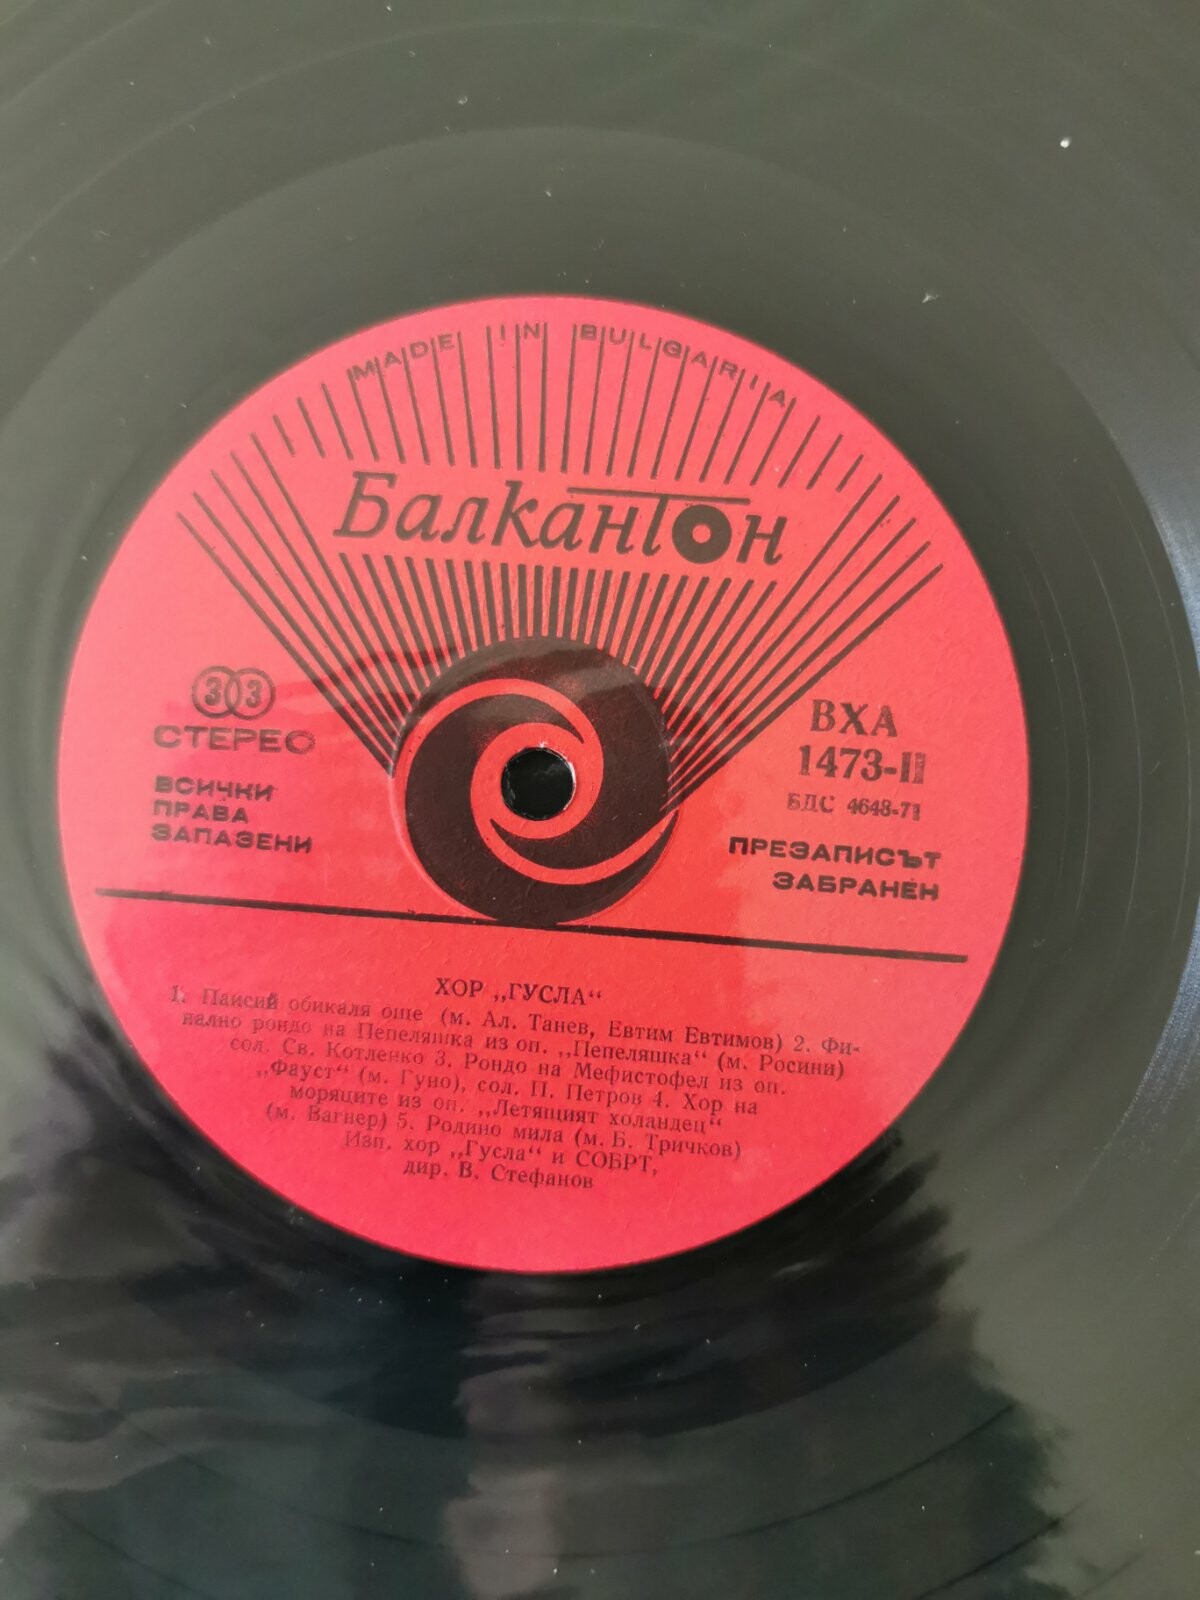 MADE IN BULGARIA
Балкантон
33
СТЕРЕО
ВСИЧКИ
ПРАВА
ЗАПАЗЕНИ
ВХА
1473-II
БДС 4648-71
ПРЕЗАПИСЪТ
ЗАБРАНЕН
ХОР „ГУСЛА“
1. Паисий обикаля още (м. Ал. Танев, Евтим Евтимов) 2. Фи-
нално рондо на Пепеляшка из оп. „Пепеляшка“ (м. Росини)
сол. Св. Котленко 3. Рондо на Мефистофел из оп.
„Фауст“ (м. Гуно), сол. П. Петров 4. Хор на
моряците из оп. „Летящият холандец“
(м. Вагнер) 5. Родино мила (м. Б. Тричков)
Изп. хор „Гусла“ и СОБРТ,
дир. В. Стефанов